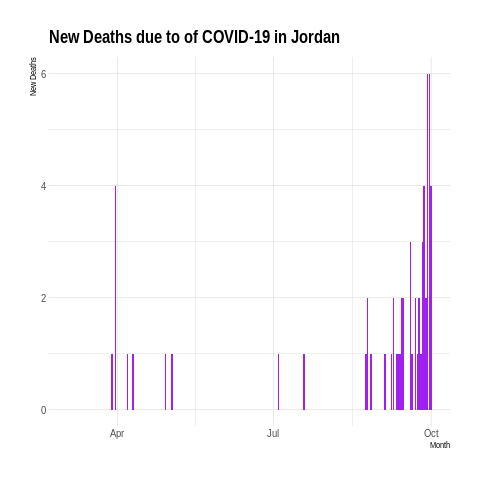 New Deaths due to of COVID-19 in Jordan
New Deaths
6
4
2
0
Apr
Jul
Oct
Month